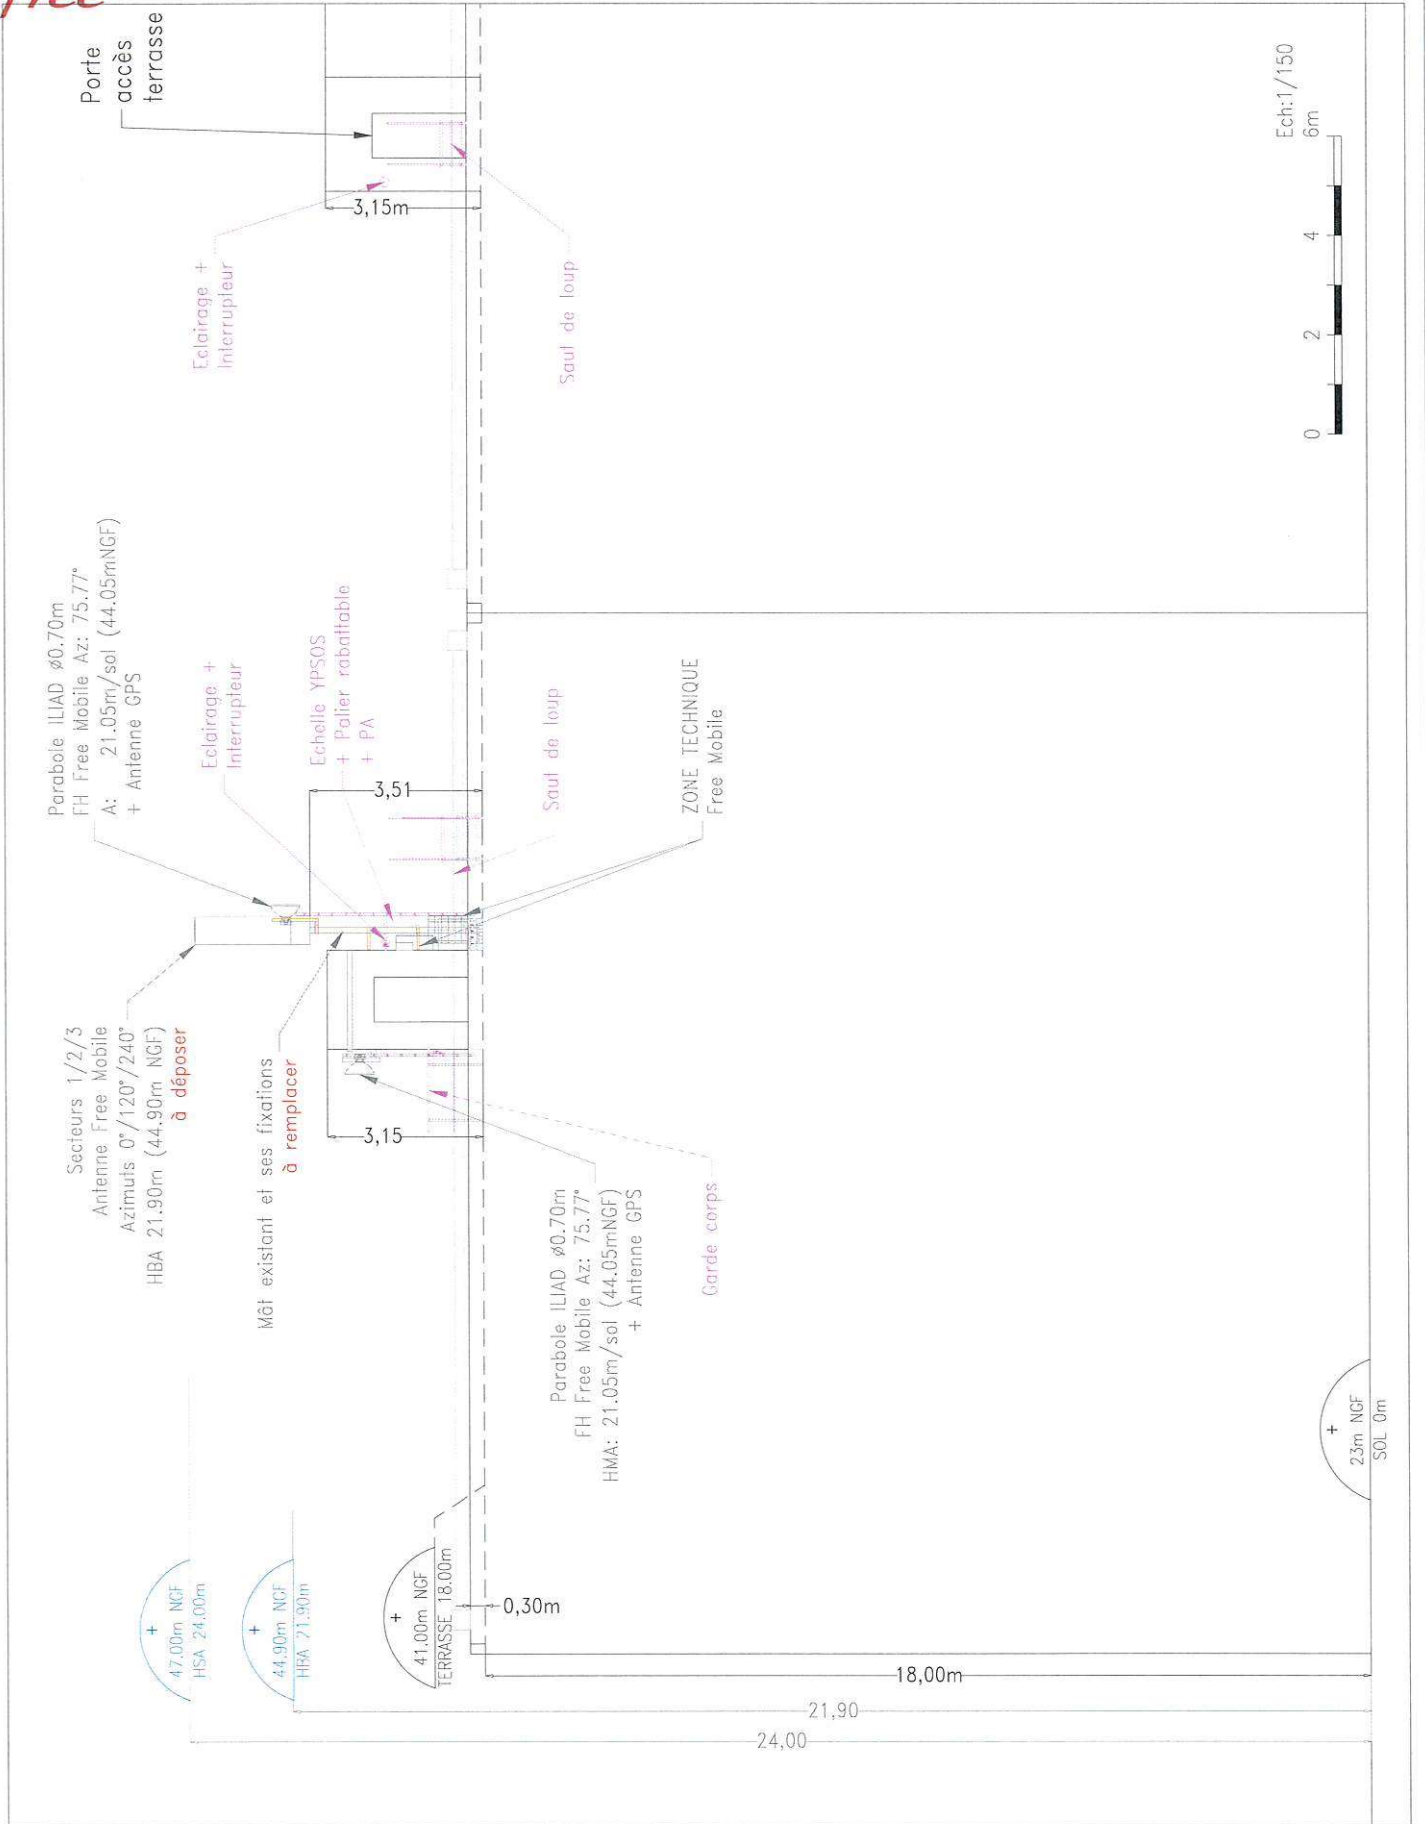 free
Porte
accès
terrasse
3,15m
Eclairage +
Interrupteur
Saut de loup
Ech:1/150
0
2
4
6m
Parabole ILIAD ø0.70m
FH Free Mobile Az: 75.77°
A: 21.05m/sol (44.05mNGF)
+ Antenne GPS
Eclairage +
Interrupteur
Echelle YPSOS
+ Palier rabattable
+ PA
3,51
Saut de loup
ZONE TECHNIQUE
Free Mobile
Secteurs 1/2/3
Antenne Free Mobile
Azimuts 0°/120°/240°
HBA 21.90m (44.90m NGF)
à déposer
Mât existant et ses fixations
à remplacer
3,15
Parabole ILIAD ø0.70m
FH Free Mobile Az: 75.77°
HMA: 21.05m/sol (44.05mNGF)
+ Antenne GPS
Garde corps
47.00m NGF
HSA 24.00m
44.90m NGF
HBA 21.90m
41.00m NGF
TERRASSE 18.00m
0,30m
23m NGF
SOL 0m
18,00m
21,90
24,00